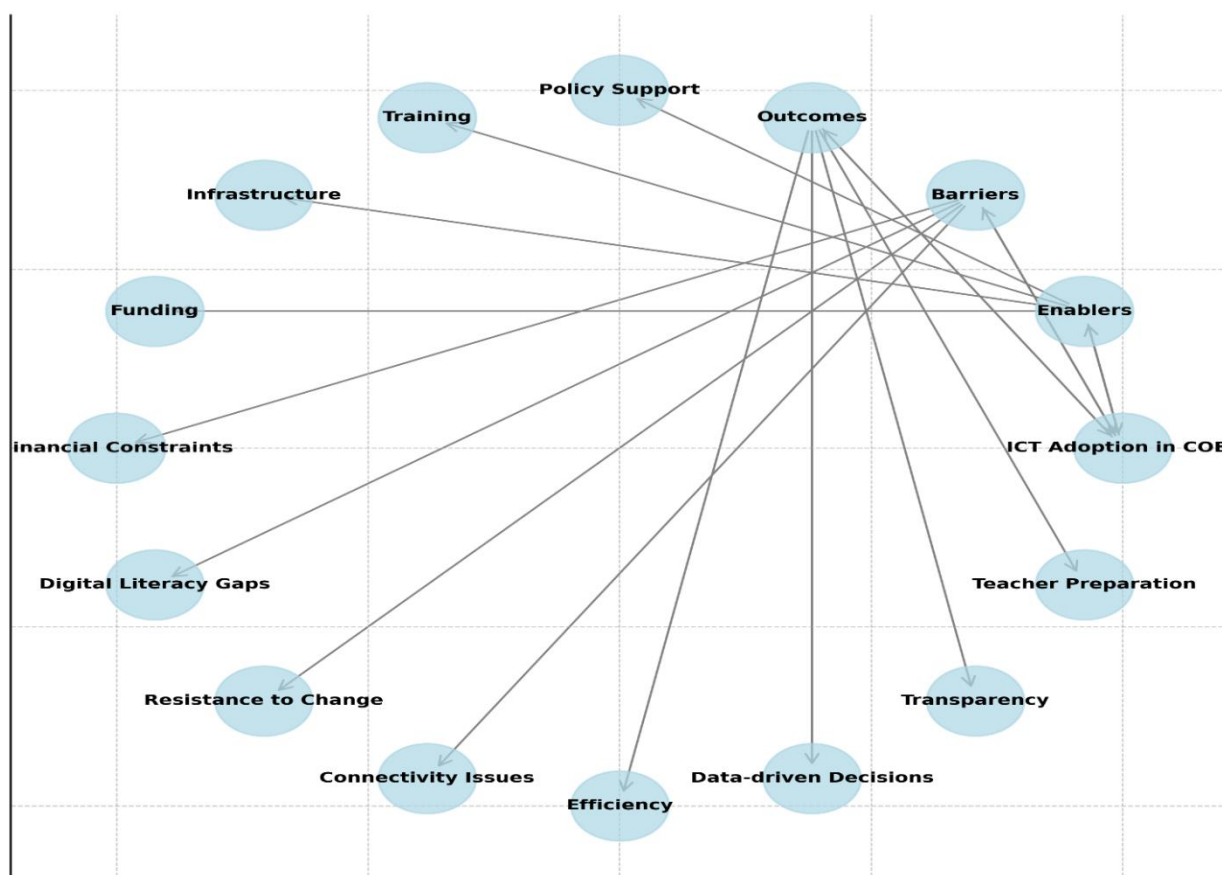 Policy Support
Training
Outcomes
Infrastructure
Barriers
Funding
Enablers
inancial Constraints
ICT Adoption in COE
Digital Literacy Gaps
Teacher Preparation
Resistance to Change
Transparency
Connectivity Issues
Data-driven Decisions
Efficiency